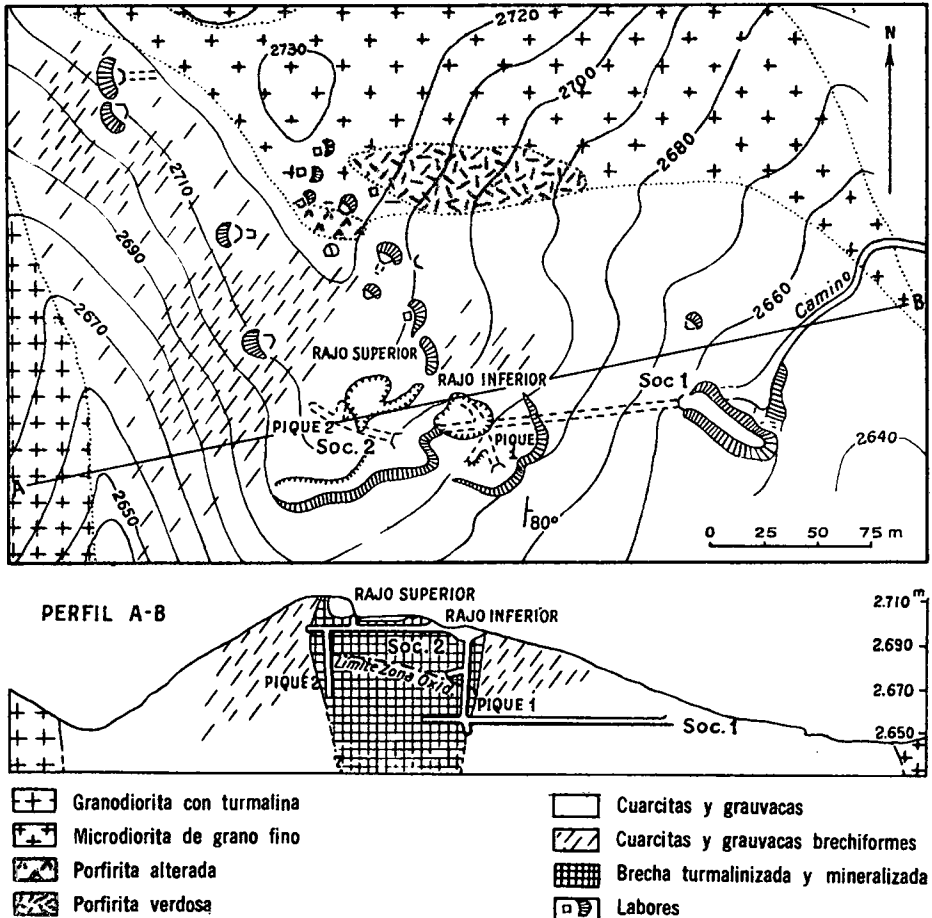 2730
2720
N
2700
2680
2710
2690
2670
2660
Camino
B
RAJO SUPERIOR
RAJO INFERIOR
Soc 1
PIQUE 2
Soc. 2
PIQUE
1
2640
A
2650
80°
0 25 50 75 m
PERFIL A-B
RAJO SUPERIOR
RAJO INFERIOR
2.710 m
Soc. 2
2.690
Limite Zona Oxid.
PIQUE 2
2.670
PIQUE 1
Soc. 1
2.650
Granodiorita con turmalina
Microdiorita de grano fino
Porfirita alterada
Porfirita verdosa
Cuarcitas y grauvacas
Cuarcitas y grauvacas brechiformes
Brecha turmalinizada y mineralizada
Labores